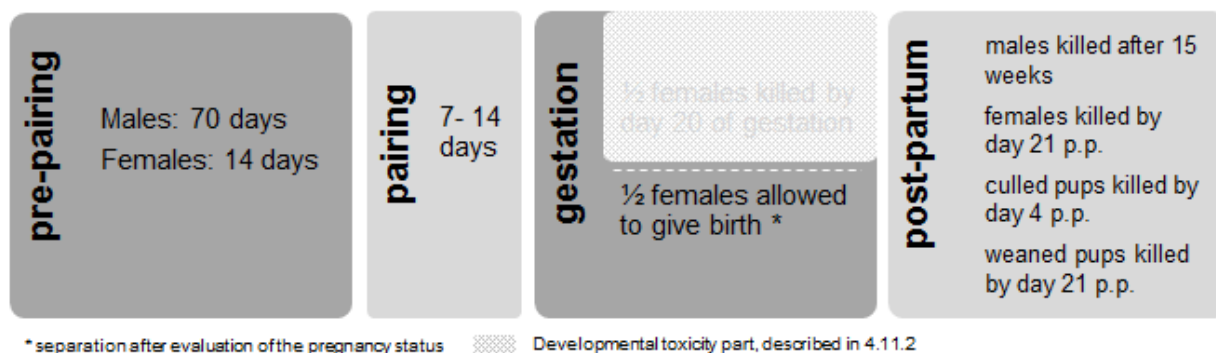 pre-pairing
Males: 70 days
Females: 14 days
pairing
7- 14
days
gestation
½ females killed by
day 20 of gestation
½ females allowed
to give birth *
post-partum
males killed after 15
weeks
females killed by
day 21 p.p.
culled pups killed by
day 4 p.p.
weaned pups killed
by day 21 p.p.
* separation after evaluation of the pregnancy status
Developmental toxicity part, described in 4.11.2